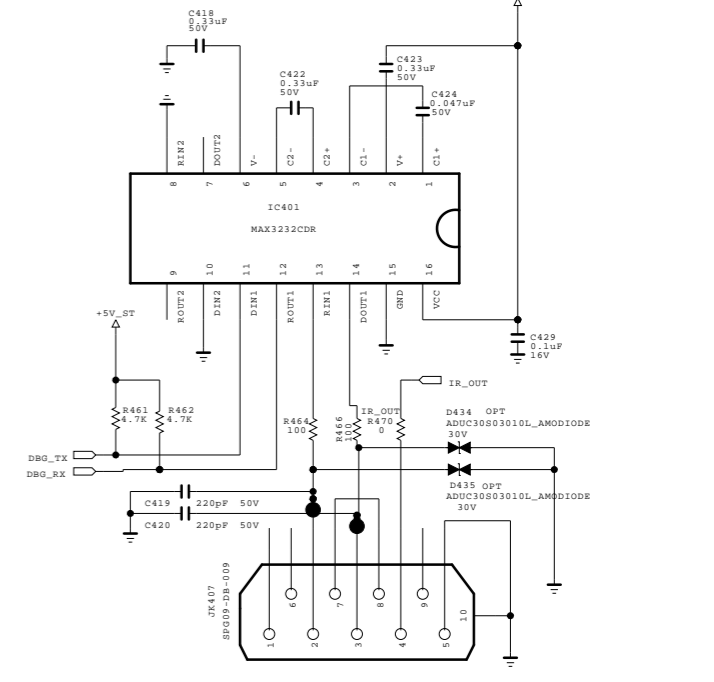 C418
0.33uF
50V
C422
0.33uF
50V
C423
0.33uF
50V
C424
0.047uF
50V
RIN2
DOUT2
V-
C2-
C2+
C1-
V+
C1+
8
7
6
5
4
3
2
1
IC401
MAX3232CDR
9
10
11
12
13
14
15
16
ROUT2
DIN2
DIN1
ROUT1
RIN1
DOUT1
GND
VCC
+5V_ST
C429
0.1uF
16V
IR_OUT
R461
4.7K
R462
4.7K
R464
100
R466
100
IR_OUT
R470
0
D434 OPT
ADUC30S03010L_AMODIODE
30V
DBG_TX
DBG_RX
D435 OPT
ADUC30S03010L_AMODIODE
30V
C419 220pF 50V
C420 220pF 50V
JK407
SPG09-DB-009
6
7
8
9
10
1
2
3
4
5